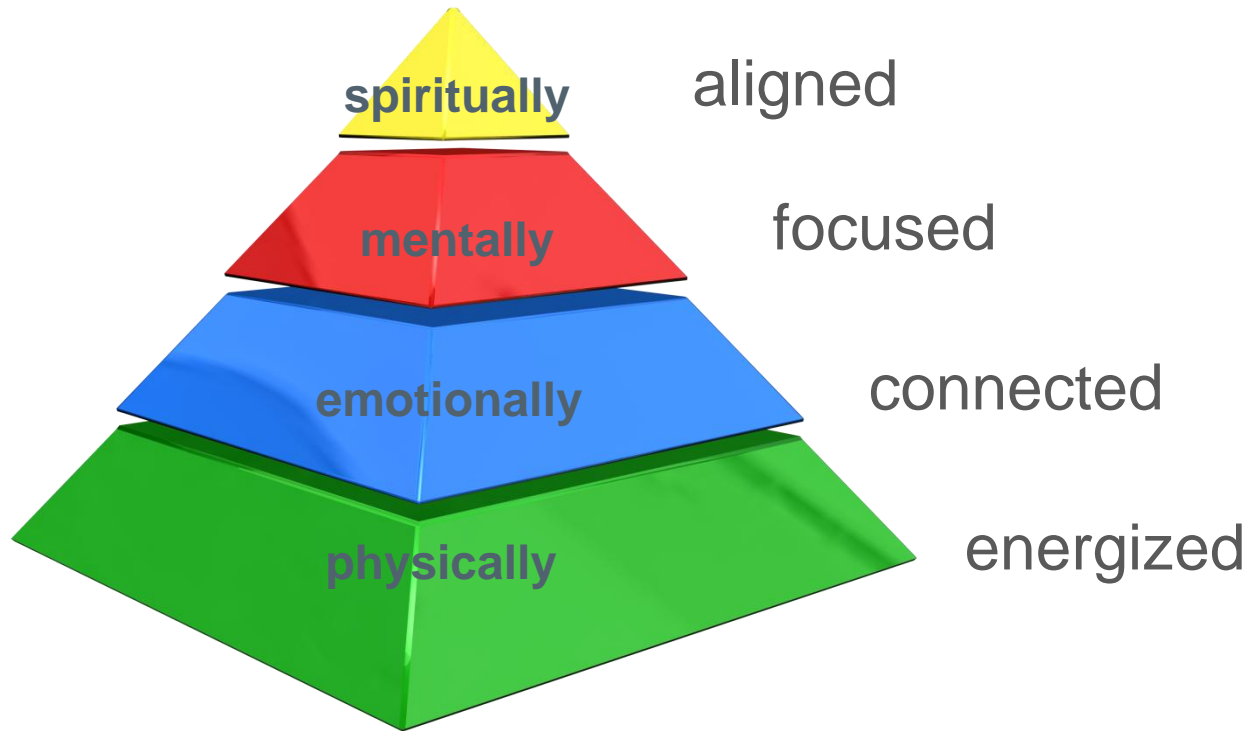 spiritually aligned
mentally focused
emotionally connected
physically energized